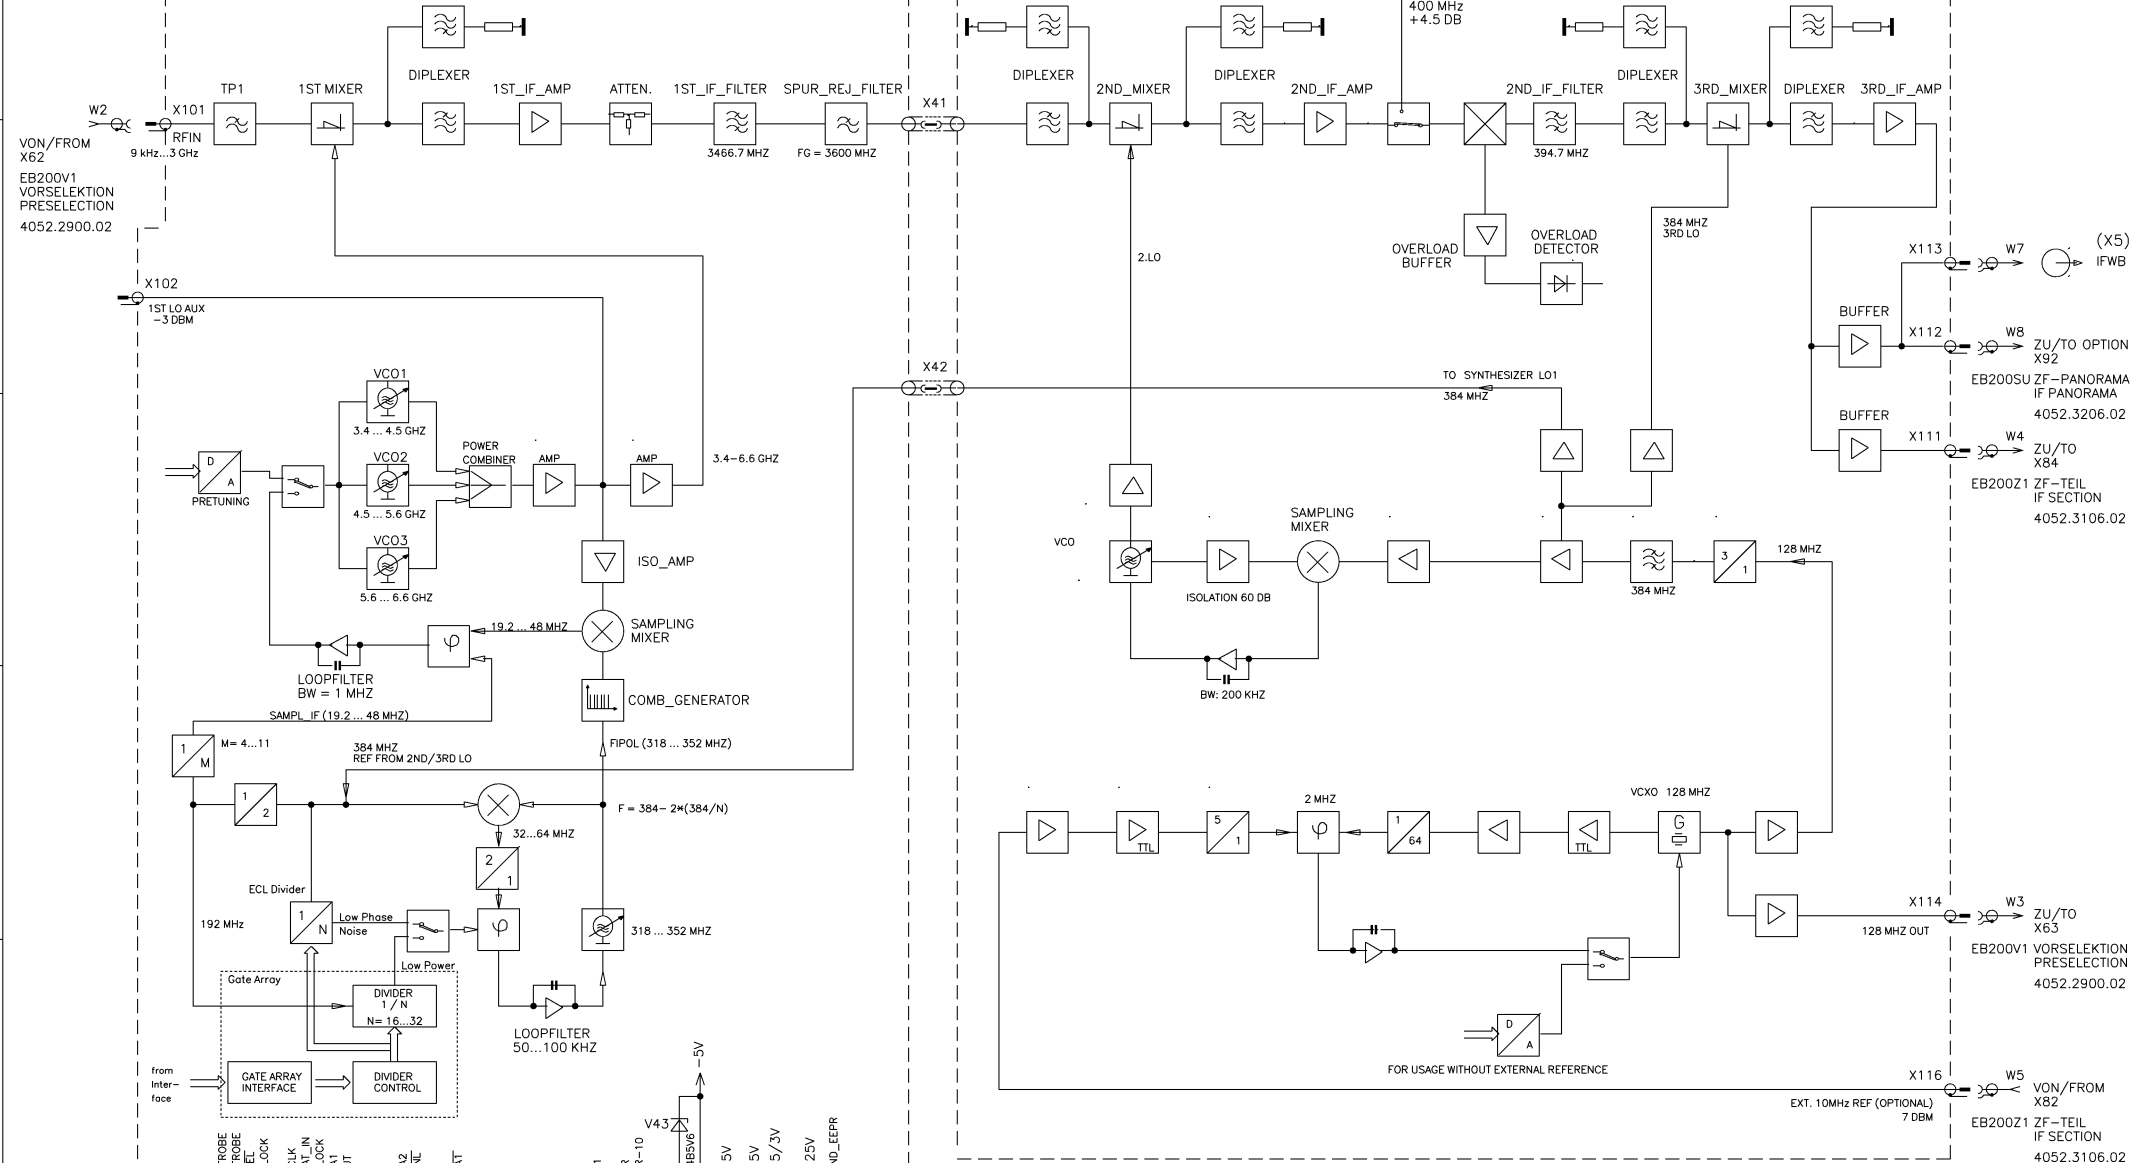 400 MHz
+4.5 DB
DIPLEXER
DIPLEXER
DIPLEXER
DIPLEXER
DIPLEXER
W2
X101
TP1
1ST MIXER
1ST_IF_AMP
ATTEN.
1ST_IF_FILTER
SPUR_REJ_FILTER
X41
2ND_MIXER
2ND_IF_AMP
2ND_IF_FILTER
3RD_MIXER
3RD_IF_AMP
RFIN
9 kHz...3 GHz
VON/FROM
X62
EB200V1
VORSELEKTION
PRESELECTION
4052.2900.02
3466.7 MHZ
FG = 3600 MHZ
394.7 MHZ
384 MHZ
3RD LO
OVERLOAD
BUFFER
OVERLOAD
DETECTOR
2.LO
X102
1ST LO AUX
-3 DBM
X113
W7
(X5)
IFWB
BUFFER
X112
W8
ZU/TO OPTION
X92
EB200SU ZF-PANORAMA
IF PANORAMA
4052.3206.02
BUFFER
X111
W4
ZU/TO
X84
EB200Z1 ZF-TEIL
IF SECTION
4052.3106.02
X42
TO SYNTHESIZER LO1
384 MHZ
VCO1
3.4 ... 4.5 GHZ
VCO2
4.5 ... 5.6 GHZ
VCO3
5.6 ... 6.6 GHZ
POWER
COMBINER
AMP
AMP
3.4-6.6 GHZ
D
A
PRETUNING
ISO_AMP
SAMPLING
MIXER
19.2 ... 48 MHZ
φ
LOOPFILTER
BW = 1 MHZ
COMB_GENERATOR
SAMPL_IF (19.2 ... 48 MHZ)
FIPOL (318 ... 352 MHZ)
1
M
M= 4...11
384 MHZ
REF FROM 2ND/3RD LO
1
2
F = 384- 2*(384/N)
32...64 MHZ
2
1
ECL Divider
1
N
Low Phase
Noise
φ
192 MHz
318 ... 352 MHZ
Low Power
Gate Array
DIVIDER
1 / N
N= 16...32
LOOPFILTER
50...100 KHZ
from
Inter-
face
GATE ARRAY
INTERFACE
DIVIDER
CONTROL
VCO
SAMPLING
MIXER
ISOLATION 60 DB
384 MHZ
3
1
128 MHZ
BW: 200 KHZ
2 MHZ
VCXO 128 MHZ
TTL
5
1
φ
1
64
TTL
G
X114
W3
ZU/TO
X63
128 MHZ OUT
EB200V1 VORSELEKTION
PRESELECTION
4052.2900.02
D
A
FOR USAGE WITHOUT EXTERNAL REFERENCE
X116
W5
VON/FROM
X82
EXT. 10MHz REF (OPTIONAL)
7 DBM
EB200Z1 ZF-TEIL
IF SECTION
4052.3106.02
-5V
V43